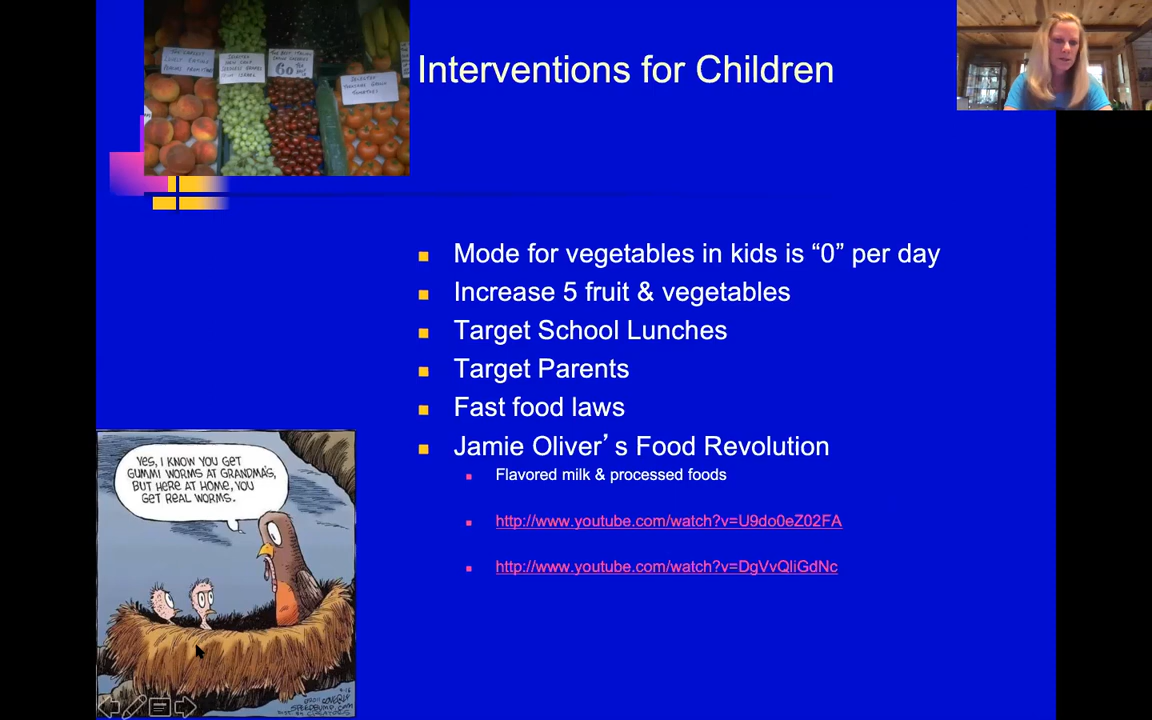 Interventions for Children
60
Mode for vegetables in kids is “0” per day
Increase 5 fruit & vegetables
Target School Lunches
Target Parents
Fast food laws
Jamie Oliver’s Food Revolution
Flavored milk & processed foods
http://www.youtube.com/watch?v=U9do0eZ02FA
http://www.youtube.com/watch?v=DgVvQliGdNc
YES, I KNOW YOU GET
GUMMI WORMS AT GRANDMA'S,
BUT HERE AT HOME, YOU
GET REAL WORMS.